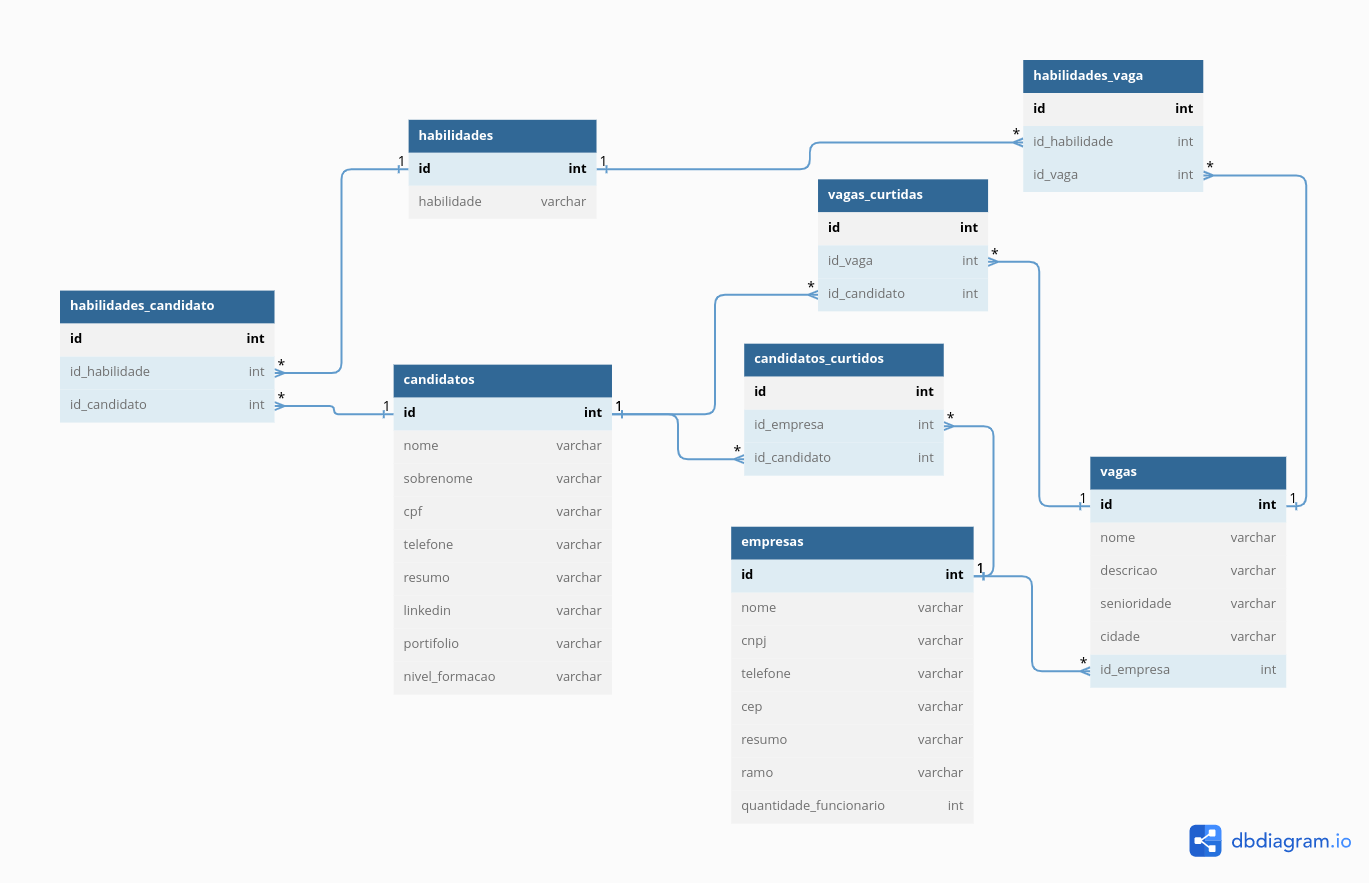 habilidades_vaga
id int
id_habilidade int
id_vaga int
habilidades
id int
habilidade varchar
vagas_curtidas
id int
id_vaga int
id_candidato int
habilidades_candidato
id int
id_habilidade int
id_candidato int
candidatos
id int
nome varchar
sobrenome varchar
cpf varchar
telefone varchar
resumo varchar
linkedin varchar
portifolio varchar
nivel_formacao varchar
candidatos_curtidos
id int
id_empresa int
id_candidato int
empresas
id int
nome varchar
cnpj varchar
telefone varchar
cep varchar
resumo varchar
ramo varchar
quantidade_funcionario int
vagas
id int
nome varchar
descricao varchar
senioridade varchar
cidade varchar
id_empresa int
1
1
*
*
*
*
*
*
1
1
*
*
*
1
1
1
*
dbdiagram.io